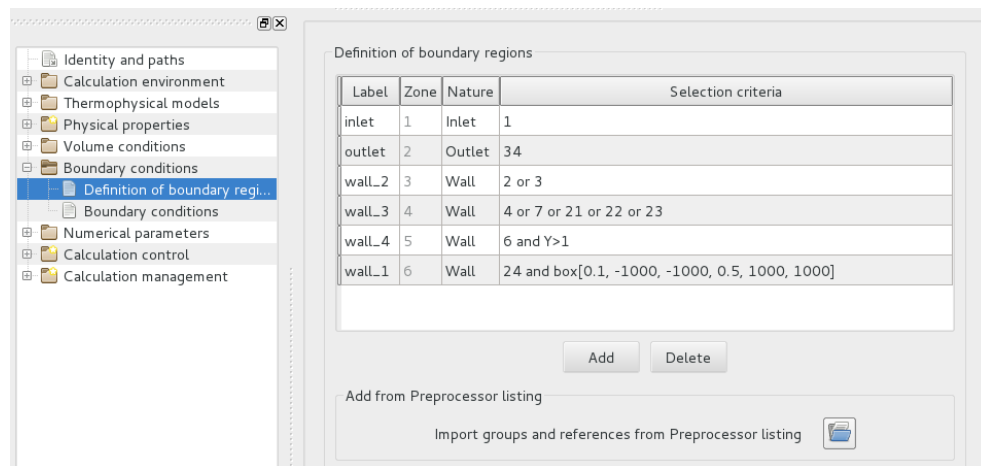 Identity and paths
Calculation environment
Thermophysical models
Physical properties
Volume conditions
Boundary conditions
Definition of boundary regi...
Boundary conditions
Numerical parameters
Calculation control
Calculation management
Definition of boundary regions
Label Zone Nature Selection criteria
inlet 1 Inlet 1
outlet 2 Outlet 34
wall_2 3 Wall 2 or 3
wall_3 4 Wall 4 or 7 or 21 or 22 or 23
wall_4 5 Wall 6 and Y>1
wall_1 6 Wall 24 and box[0.1, -1000, -1000, 0.5, 1000, 1000]
Add Delete
Add from Preprocessor listing
Import groups and references from Preprocessor listing